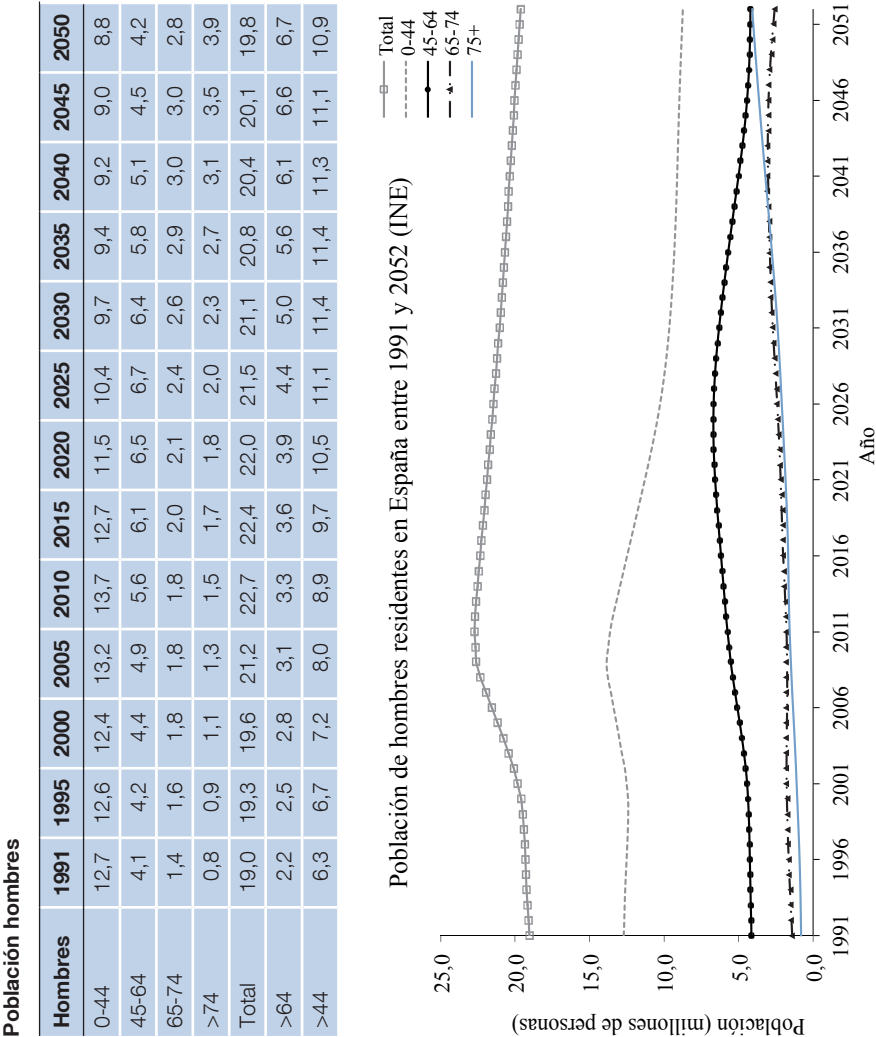 Población hombres
Hombres 1991 1995 2000 2005 2010 2015 2020 2025 2030 2035 2040 2045 2050
0-44 12,7 12,6 12,4 13,2 13,7 12,7 11,5 10,4 9,7 9,4 9,2 9,0 8,8
45-64 4,1 4,2 4,4 4,9 5,6 6,1 6,5 6,7 6,4 5,8 5,1 4,5 4,2
65-74 1,4 1,6 1,8 1,8 1,8 2,0 2,1 2,4 2,6 2,9 3,0 3,0 2,8
>74 0,8 0,9 1,1 1,3 1,5 1,7 1,8 2,0 2,3 2,7 3,1 3,5 3,9
Total 19,0 19,3 19,6 21,2 22,7 22,4 22,0 21,5 21,1 20,8 20,4 20,1 19,8
>64 2,2 2,5 2,8 3,1 3,3 3,6 3,9 4,4 5,0 5,6 6,1 6,6 6,7
>44 6,3 6,7 7,2 8,0 8,9 9,7 10,5 11,1 11,4 11,4 11,3 11,1 10,9
Población de hombres residentes en España entre 1991 y 2052 (INE)
Total
0-44
45-64
65-74
75+
Población (millones de personas)
25,0
20,0
15,0
10,0
5,0
0,0
1991 1996 2001 2006 2011 2016 2021 2026 2031 2036 2041 2046 2051
Año